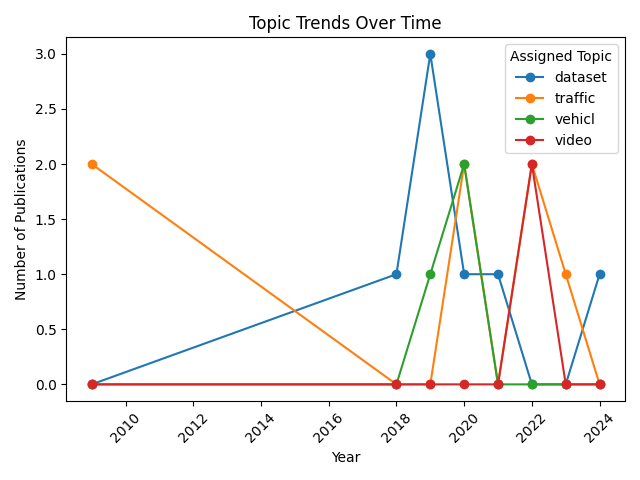 Topic Trends Over Time
Number of Publications
3.0
2.5
2.0
1.5
1.0
0.5
0.0
Assigned Topic
dataset
traffic
vehicl
video
2010
2012
2014
2016
2018
2020
2022
2024
Year